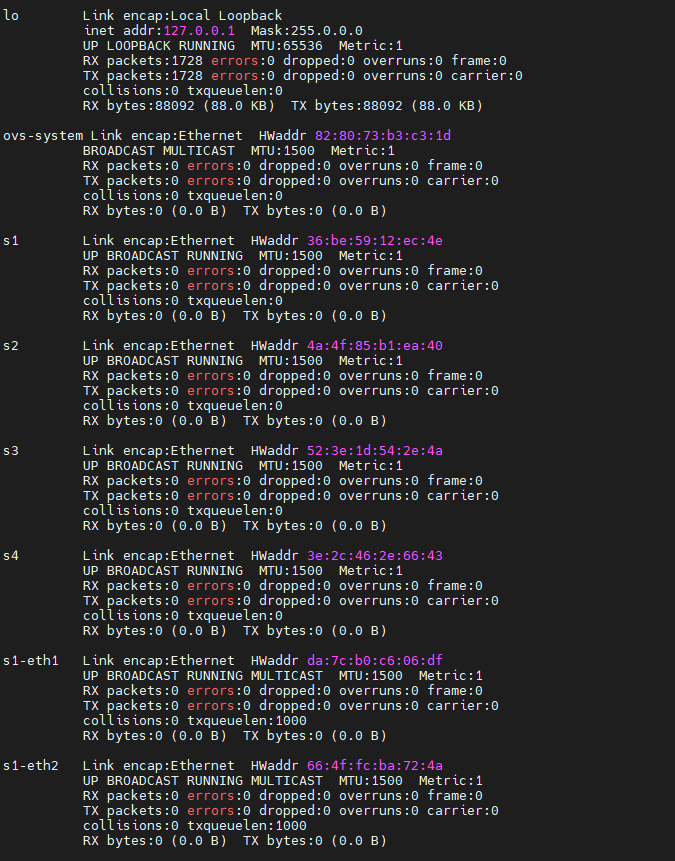 lo        Link encap:Local Loopback
          inet addr:127.0.0.1  Mask:255.0.0.0
          UP LOOPBACK RUNNING  MTU:65536  Metric:1
          RX packets:1728 errors:0 dropped:0 overruns:0 frame:0
          TX packets:1728 errors:0 dropped:0 overruns:0 carrier:0
          collisions:0 txqueuelen:0
          RX bytes:88092 (88.0 KB)  TX bytes:88092 (88.0 KB)

ovs-system Link encap:Ethernet  HWaddr 82:80:73:b3:c3:1d
          BROADCAST MULTICAST  MTU:1500  Metric:1
          RX packets:0 errors:0 dropped:0 overruns:0 frame:0
          TX packets:0 errors:0 dropped:0 overruns:0 carrier:0
          collisions:0 txqueuelen:0
          RX bytes:0 (0.0 B)  TX bytes:0 (0.0 B)

s1        Link encap:Ethernet  HWaddr 36:be:59:12:ec:4e
          UP BROADCAST RUNNING  MTU:1500  Metric:1
          RX packets:0 errors:0 dropped:0 overruns:0 frame:0
          TX packets:0 errors:0 dropped:0 overruns:0 carrier:0
          collisions:0 txqueuelen:0
          RX bytes:0 (0.0 B)  TX bytes:0 (0.0 B)

s2        Link encap:Ethernet  HWaddr 4a:4f:85:b1:ea:40
          UP BROADCAST RUNNING  MTU:1500  Metric:1
          RX packets:0 errors:0 dropped:0 overruns:0 frame:0
          TX packets:0 errors:0 dropped:0 overruns:0 carrier:0
          collisions:0 txqueuelen:0
          RX bytes:0 (0.0 B)  TX bytes:0 (0.0 B)

s3        Link encap:Ethernet  HWaddr 52:3e:1d:54:2e:4a
          UP BROADCAST RUNNING  MTU:1500  Metric:1
          RX packets:0 errors:0 dropped:0 overruns:0 frame:0
          TX packets:0 errors:0 dropped:0 overruns:0 carrier:0
          collisions:0 txqueuelen:0
          RX bytes:0 (0.0 B)  TX bytes:0 (0.0 B)

s4        Link encap:Ethernet  HWaddr 3e:2c:46:2e:66:43
          UP BROADCAST RUNNING  MTU:1500  Metric:1
          RX packets:0 errors:0 dropped:0 overruns:0 frame:0
          TX packets:0 errors:0 dropped:0 overruns:0 carrier:0
          collisions:0 txqueuelen:0
          RX bytes:0 (0.0 B)  TX bytes:0 (0.0 B)

s1-eth1   Link encap:Ethernet  HWaddr da:7c:b0:c6:06:df
          UP BROADCAST RUNNING MULTICAST  MTU:1500  Metric:1
          RX packets:0 errors:0 dropped:0 overruns:0 frame:0
          TX packets:0 errors:0 dropped:0 overruns:0 carrier:0
          collisions:0 txqueuelen:1000
          RX bytes:0 (0.0 B)  TX bytes:0 (0.0 B)

s1-eth2   Link encap:Ethernet  HWaddr 66:4f:fc:ba:72:4a
          UP BROADCAST RUNNING MULTICAST  MTU:1500  Metric:1
          RX packets:0 errors:0 dropped:0 overruns:0 frame:0
          TX packets:0 errors:0 dropped:0 overruns:0 carrier:0
          collisions:0 txqueuelen:1000
          RX bytes:0 (0.0 B)  TX bytes:0 (0.0 B)